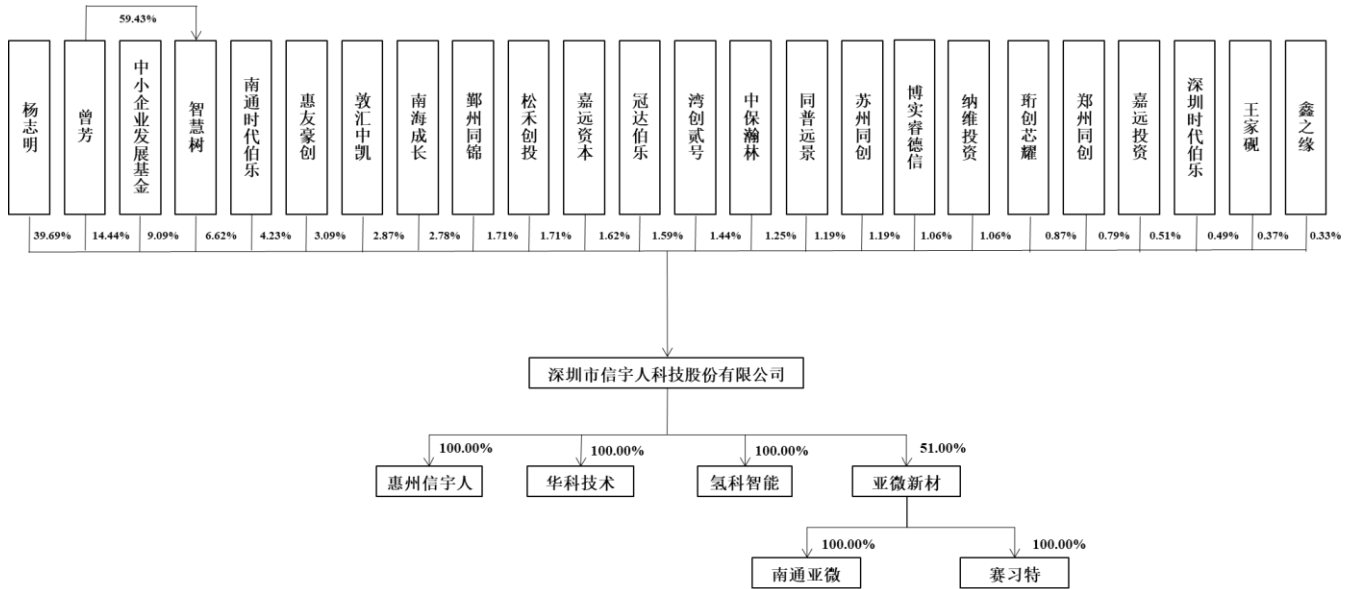 59.43%
杨志明
曾芳
中小企业发展基金
智慧树
南通时代伯乐
惠友豪创
敦汇中凯
南海成长
鄞州同锦
松禾创投
嘉远资本
冠达伯乐
湾创贰号
中保瀚林
同普远景
苏州同创
博实睿德信
纳维投资
珩创芯耀
郑州同创
嘉远投资
深圳时代伯乐
王家砚
鑫之缘
39.69%
14.44%
9.09%
6.62%
4.23%
3.09%
2.87%
2.78%
1.71%
1.71%
1.62%
1.59%
1.44%
1.25%
1.19%
1.19%
1.06%
1.06%
0.87%
0.79%
0.51%
0.49%
0.37%
0.33%
深圳市信宇人科技股份有限公司
100.00%
100.00%
100.00%
51.00%
惠州信宇人
华科技术
氢科智能
亚微新材
100.00%
100.00%
南通亚微
赛习特